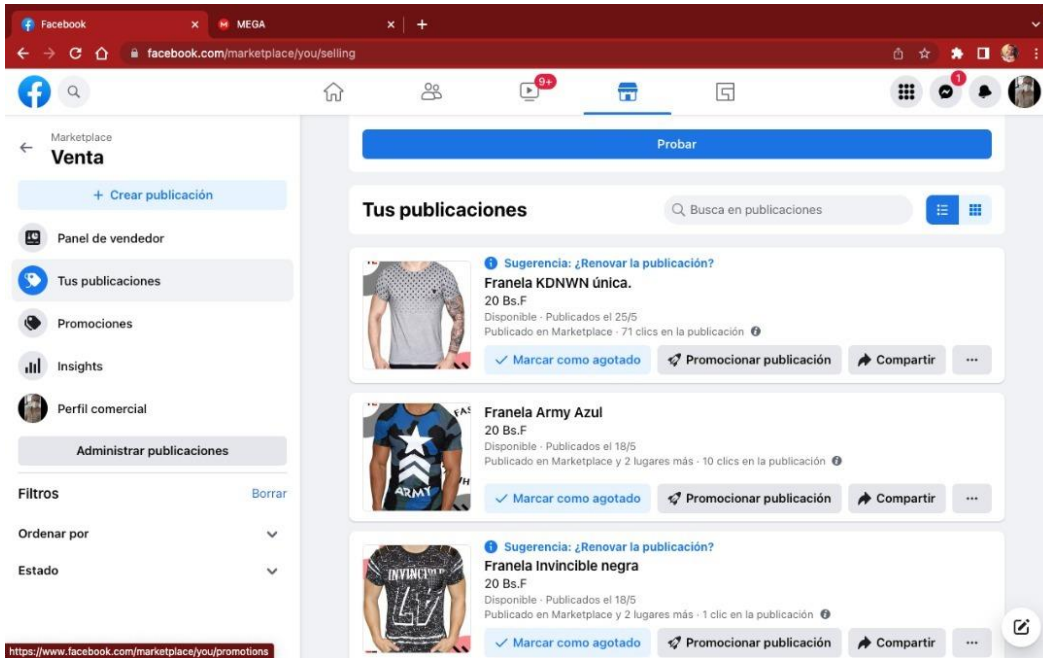 Facebook
MEGA
facebook.com/marketplace/you/selling
9+
1
Marketplace
Venta
+ Crear publicación
Panel de vendedor
Tus publicaciones
Promociones
Insights
Perfil comercial
Administrar publicaciones
Filtros
Borrar
Ordenar por
Estado
https://www.facebook.com/marketplace/you/promotions
Probar
Tus publicaciones
Busca en publicaciones
Sugerencia: ¿Renovar la publicación?
Franela KDNWN única.
20 Bs.F
Disponible · Publicados el 25/5
Publicado en Marketplace · 71 clics en la publicación
Marcar como agotado
Promocionar publicación
Compartir
ARMY
Franela Army Azul
20 Bs.F
Disponible · Publicados el 18/5
Publicado en Marketplace y 2 lugares más · 10 clics en la publicación
Marcar como agotado
Promocionar publicación
Compartir
Sugerencia: ¿Renovar la publicación?
Franela Invincible negra
20 Bs.F
Disponible · Publicados el 18/5
Publicado en Marketplace y 2 lugares más · 1 clic en la publicación
Marcar como agotado
Promocionar publicación
Compartir